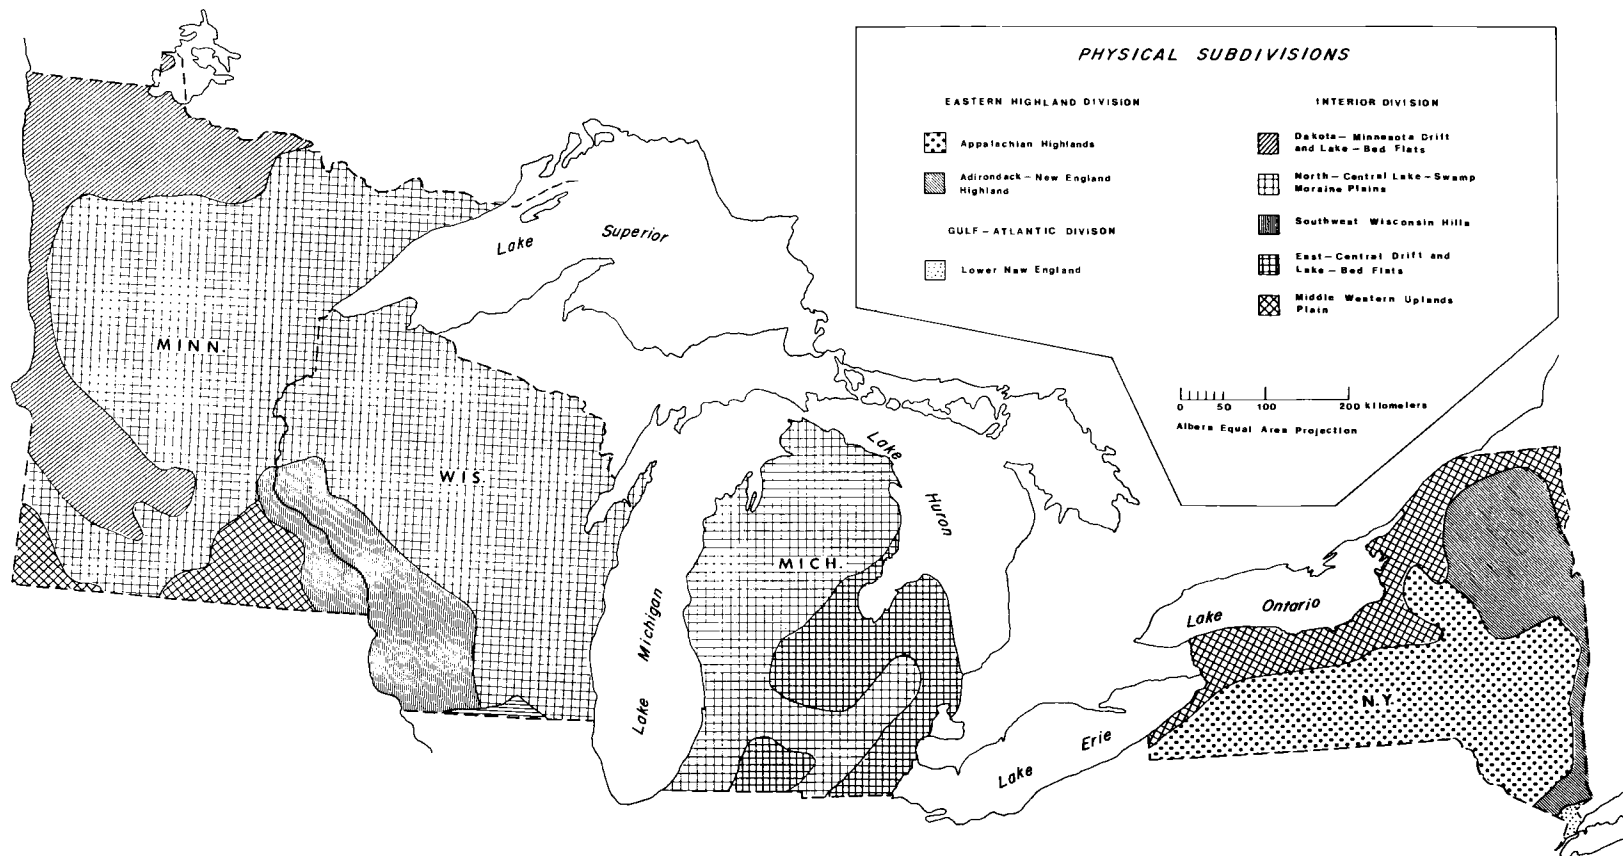 PHYSICAL SUBDIVISIONS
EASTERN HIGHLAND DIVISION
Appalachian Highlands
Adirondack – New England
Highland
GULF – ATLANTIC DIVISON
Lower New England
INTERIOR DIVISION
Dakota – Minnesota Drift
and Lake – Bed Flats
North – Central Lake – Swamp
Moraine Plains
Southwest Wisconsin Hills
East – Central Drift and
Lake – Bed Flats
Middle Western Uplands
Plain
0 50 100 200 kilometers
Albers Equal Area Projection
Lake Superior
MINN.
WIS.
Lake Michigan
MICH.
Lake Huron
Lake Ontario
Lake Erie
N.Y.